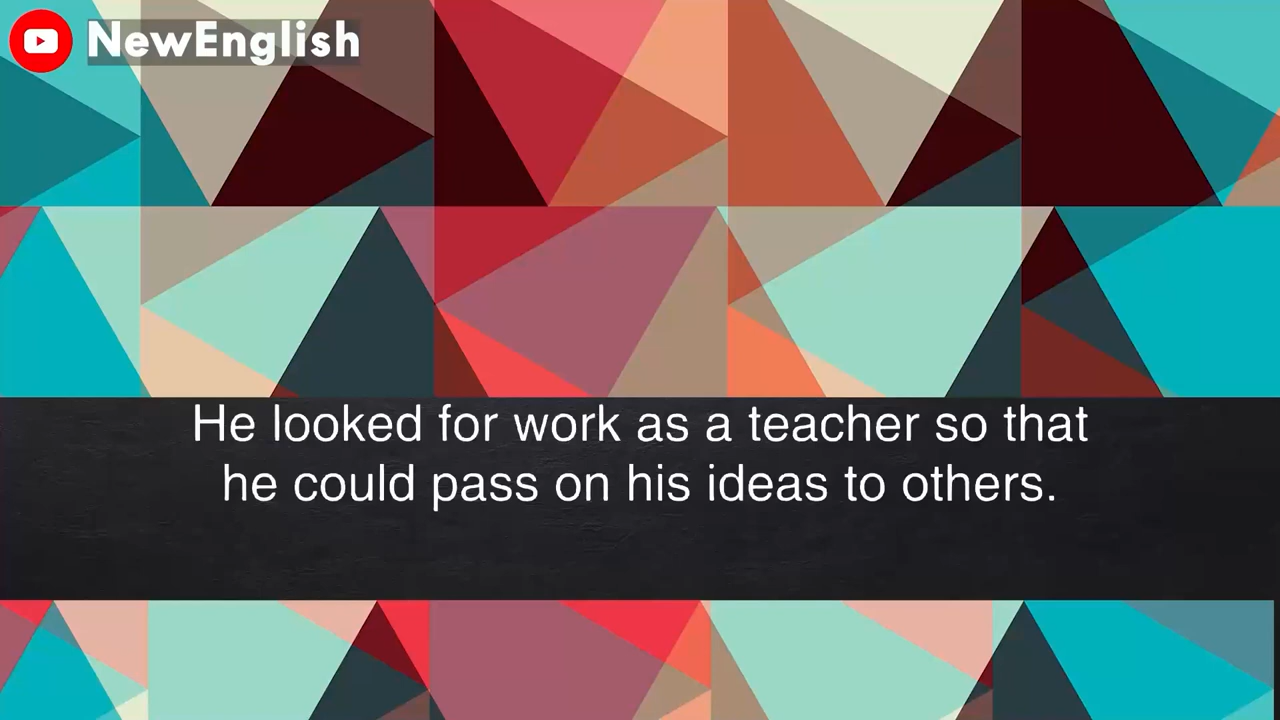 NewEnglish
He looked for work as a teacher so that
he could pass on his ideas to others.